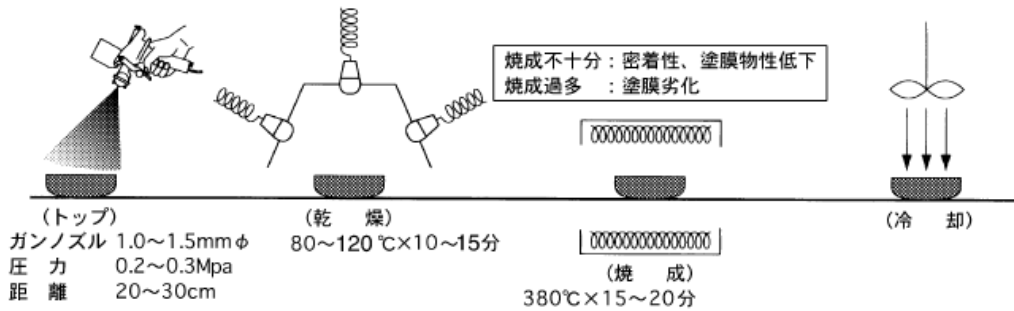 焼成不十分：密着性、塗膜物性低下
焼成過多　：塗膜劣化
（トップ）
ガンノズル 1.0～1.5mmφ
圧　力　0.2～0.3Mpa
距　離　20～30cm
（乾　燥）
80～120℃×10～15分
（焼　成）
380℃×15～20分
（冷　却）